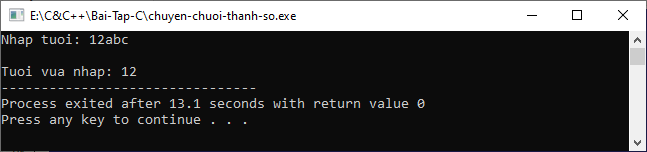 E:\C&C++\Bai-Tap-C\chuyen-chuoi-thanh-so.exe
Nhap tuoi: 12abc
Tuoi vua nhap: 12
--------------------------------
Process exited after 13.1 seconds with return value 0
Press any key to continue . . .